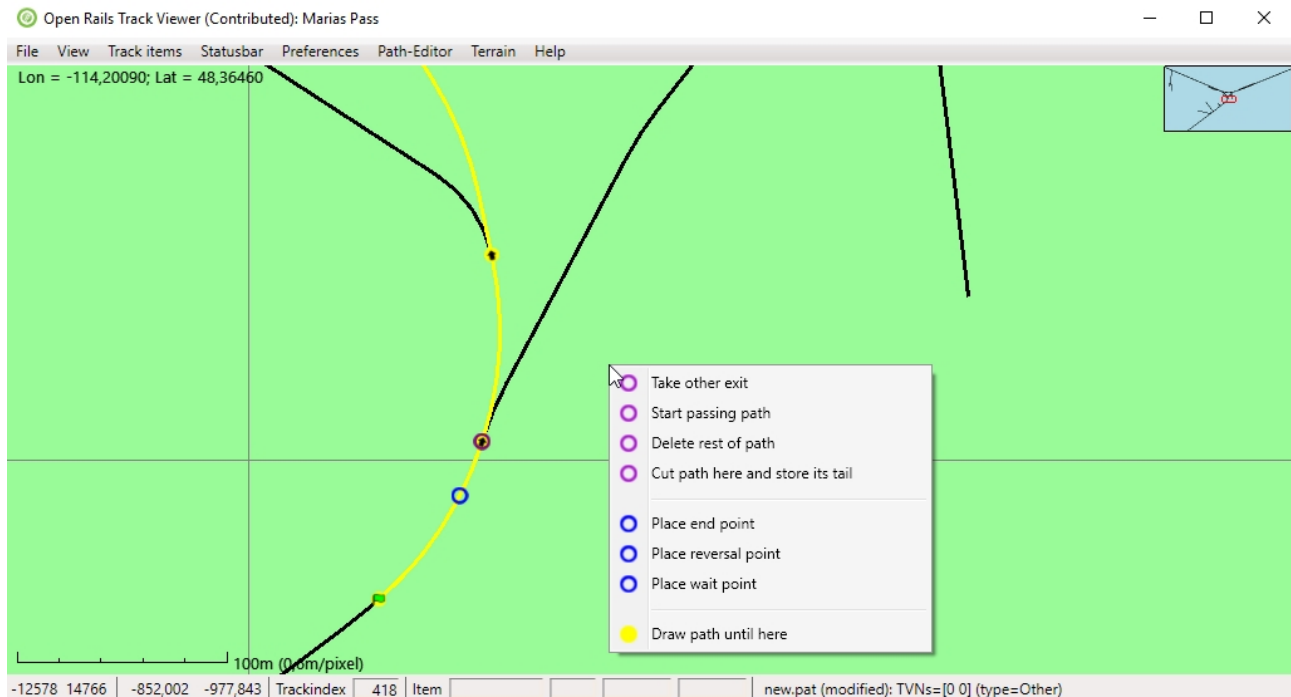 Open Rails Track Viewer (Contributed): Marias Pass
File View Track items Statusbar Preferences Path-Editor Terrain Help
Lon = -114,20090; Lat = 48,36460
Take other exit
Start passing path
Delete rest of path
Cut path here and store its tail
Place end point
Place reversal point
Place wait point
Draw path until here
100m (0,6m/pixel)
-12578 14766 -852,002 -977,843 Trackindex 418 Item new.pat (modified): TVNs=[0 0] (type=Other)